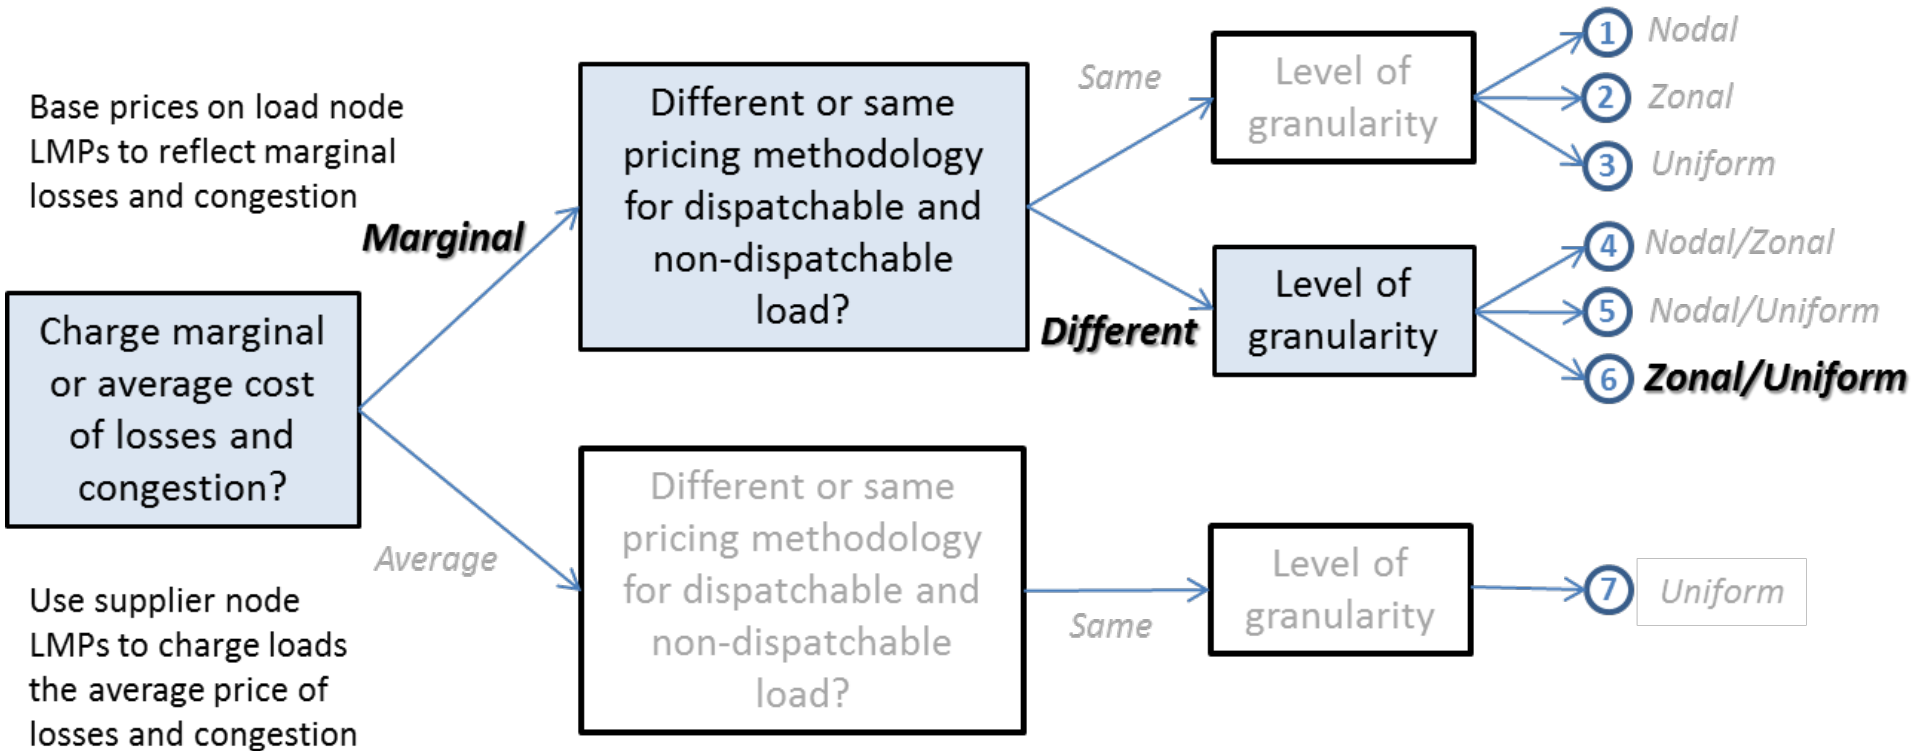 Base prices on load node
LMPs to reflect marginal
losses and congestion
Marginal
Charge marginal
or average cost
of losses and
congestion?
Average
Use supplier node
LMPs to charge loads
the average price of
losses and congestion
Different or same
pricing methodology
for dispatchable and
non-dispatchable
load?
Same
Different
Level of
granularity
1 Nodal
2 Zonal
3 Uniform
Level of
granularity
4 Nodal/Zonal
5 Nodal/Uniform
6 Zonal/Uniform
Different or same
pricing methodology
for dispatchable and
non-dispatchable
load?
Same
Level of
granularity
7 Uniform